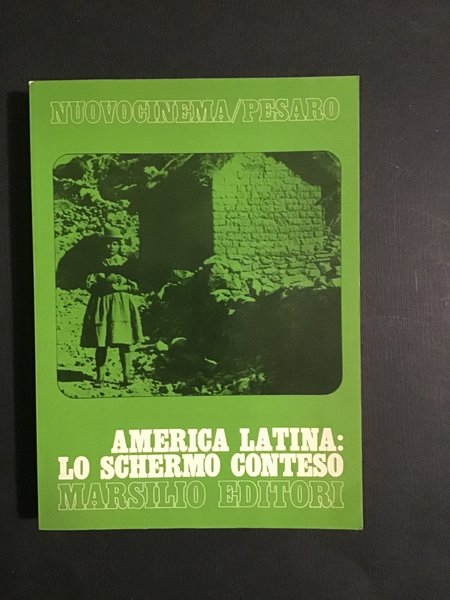 NUOVOCINEMA/PESARO
AMERICA LATINA:
LO SCHERMO CONTESO
MARSILIO EDITORI